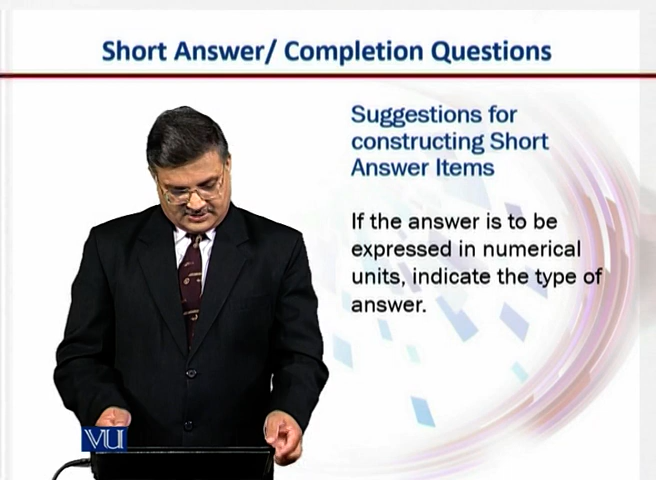 Short Answer/ Completion Questions
Suggestions for
constructing Short
Answer Items
If the answer is to be
expressed in numerical
units, indicate the type of
answer.
VU